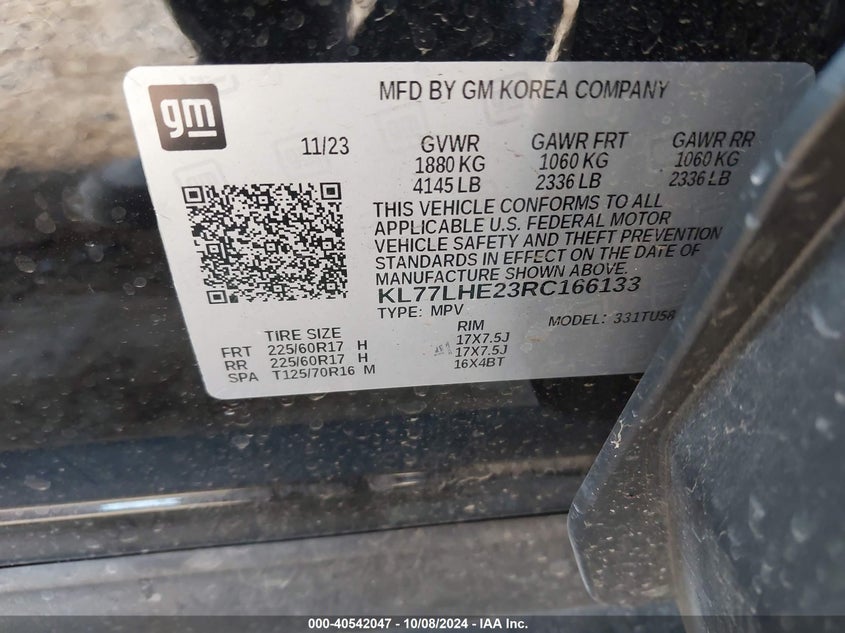 MFD BY GM KOREA COMPANY
gm
11/23
GVWR GAWR FRT GAWR RR
1880 KG 1060 KG 1060 KG
4145 LB 2336 LB 2336 LB
THIS VEHICLE CONFORMS TO ALL
APPLICABLE U.S. FEDERAL MOTOR
VEHICLE SAFETY AND THEFT PREVENTION
STANDARDS IN EFFECT ON THE DATE OF
MANUFACTURE SHOWN ABOVE.
KL77LHE23RC166133
TYPE: MPV MODEL: 331TU58
TIRE SIZE RIM
FRT 225/60R17 H 17X7.5J
RR 225/60R17 H 17X7.5J
SPA T125/70R16 M 16X4BT
000-40542047 - 10/08/2024 - IAA Inc.